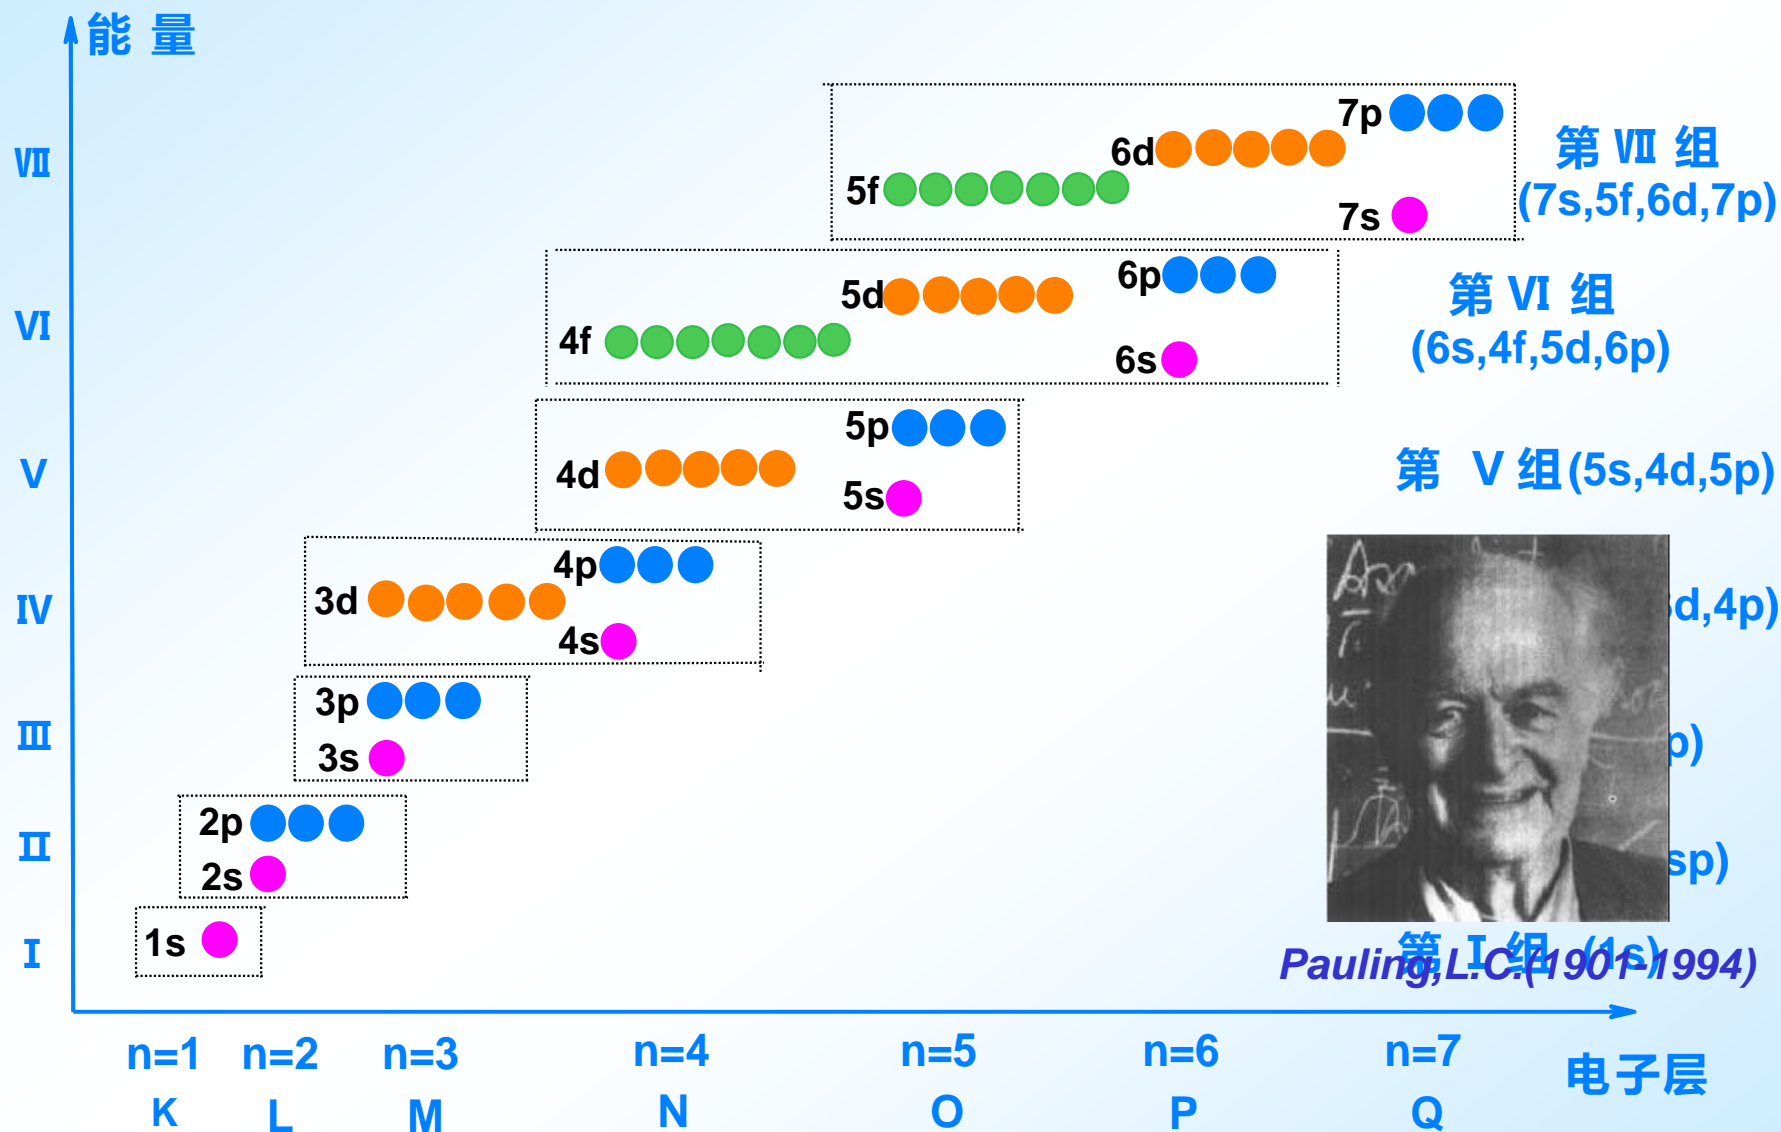 能 量
7p
Ⅶ
6d
第 Ⅶ 组
5f
(7s,5f,6d,7p)
7s
6p
5d
第 Ⅵ 组
Ⅵ
4f
(6s,4f,5d,6p)
6s
5p
Ⅴ
4d
第 Ⅴ 组(5s,4d,5p)
5s
4p
Ⅳ
3d
d,4p)
4s
3p
Ⅲ
p)
3s
2p
Ⅱ
sp)
2s
Ⅰ
1s
第 Ⅰ 组 (1s)
Pauling,L.C.(1901-1994)
n=1 n=2 n=3 n=4 n=5 n=6 n=7
电子层
K L M N O P Q